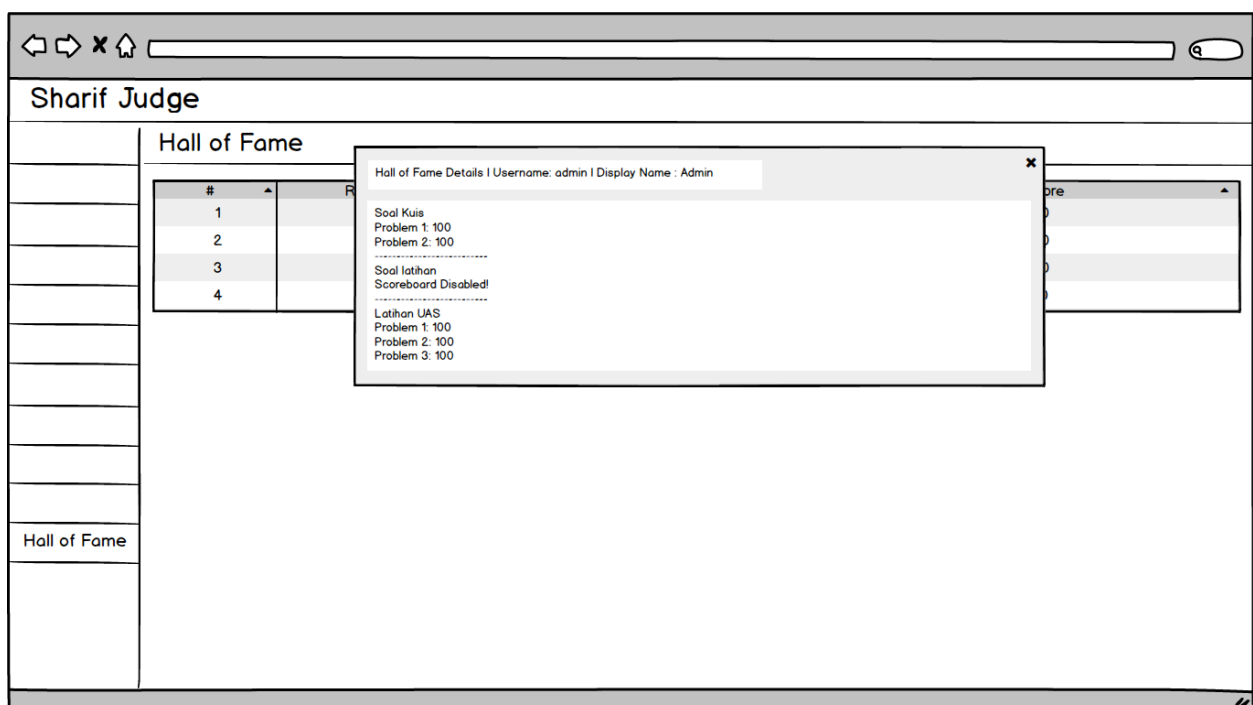 Sharif Judge
Hall of Fame
Hall of Fame Details | Username: admin | Display Name : Admin
#
1
2
3
4
Soal Kuis
Problem 1: 100
Problem 2: 100
---------------------------
Soal latihan
Scoreboard Disabled!
---------------------------
Latihan UAS
Problem 1: 100
Problem 2: 100
Problem 3: 100
Hall of Fame